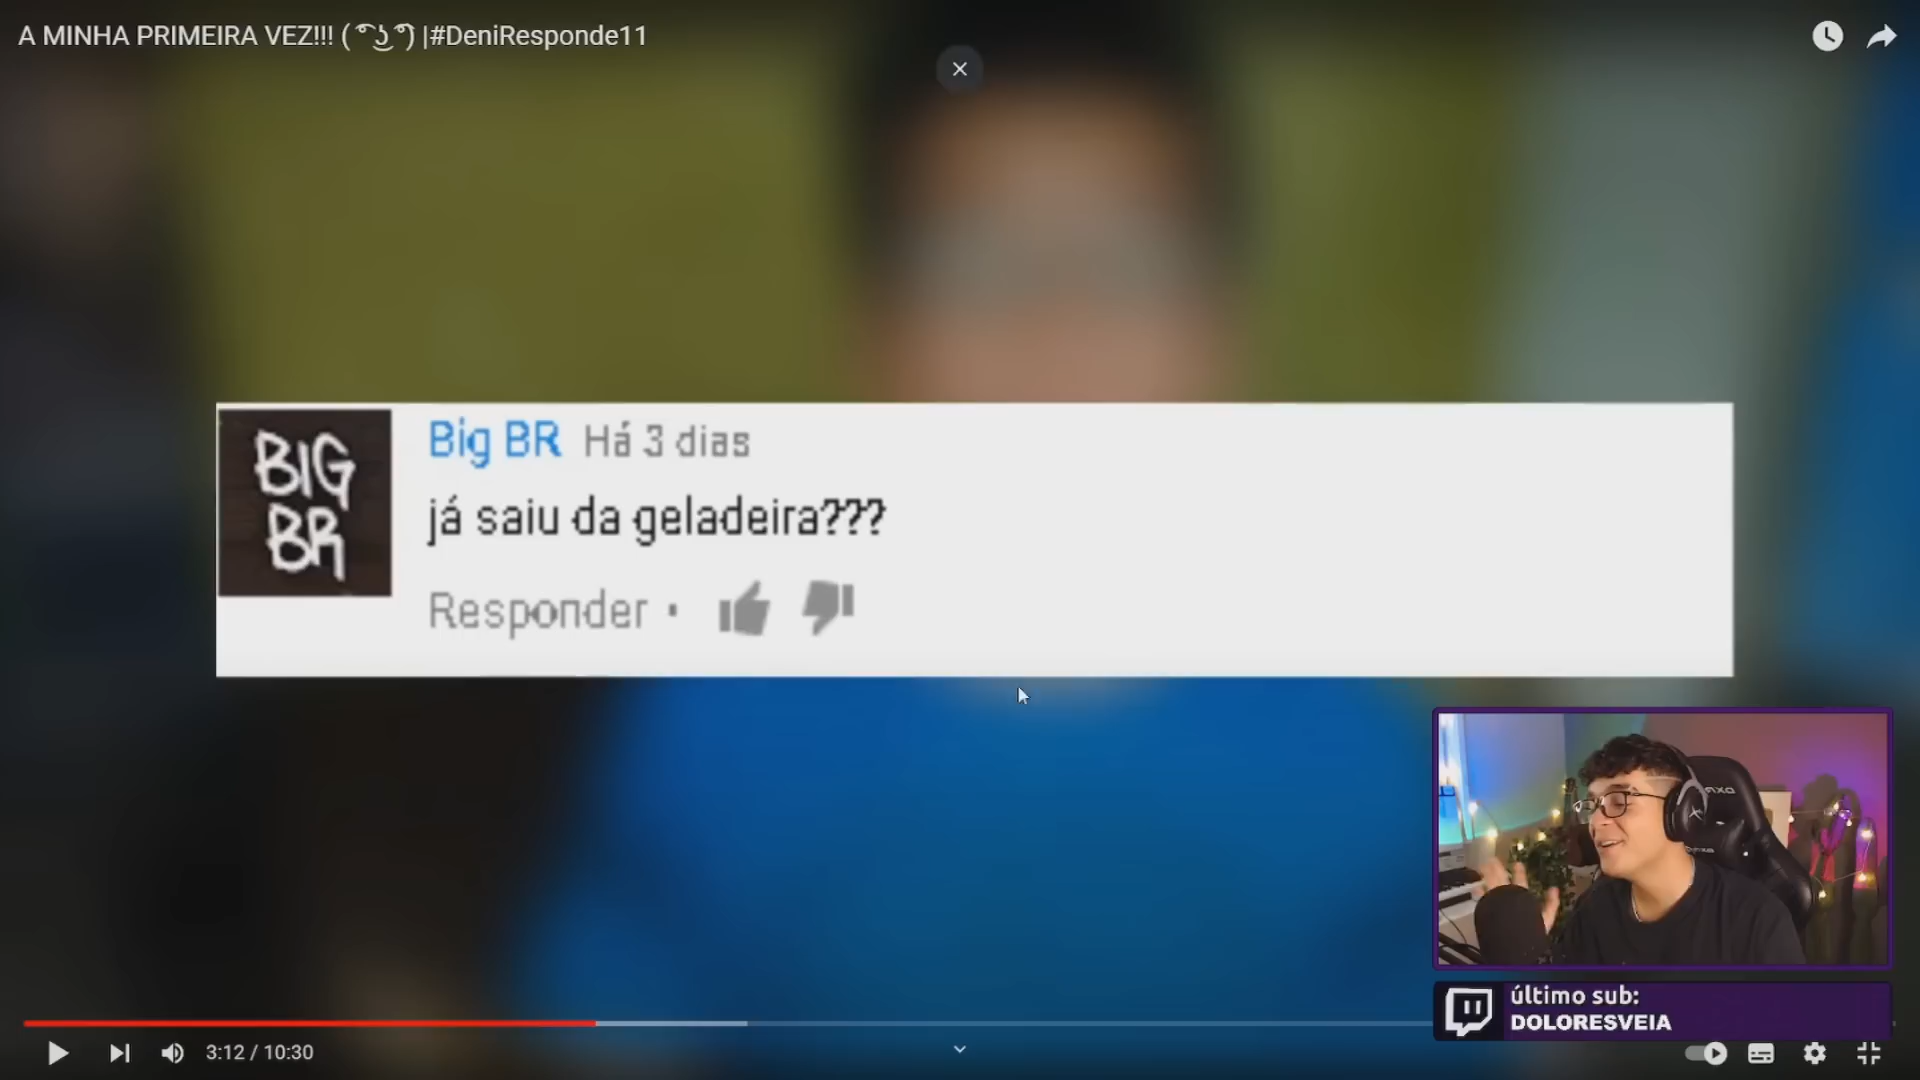 A MINHA PRIMEIRA VEZ!!! ( ͡° ͜ʖ ͡°) |#DeniResponde11
BIG
BR
Big BR Há 3 dias
já saiu da geladeira???
Responder •
último sub:
DOLORESVEIA
3:12 / 10:30